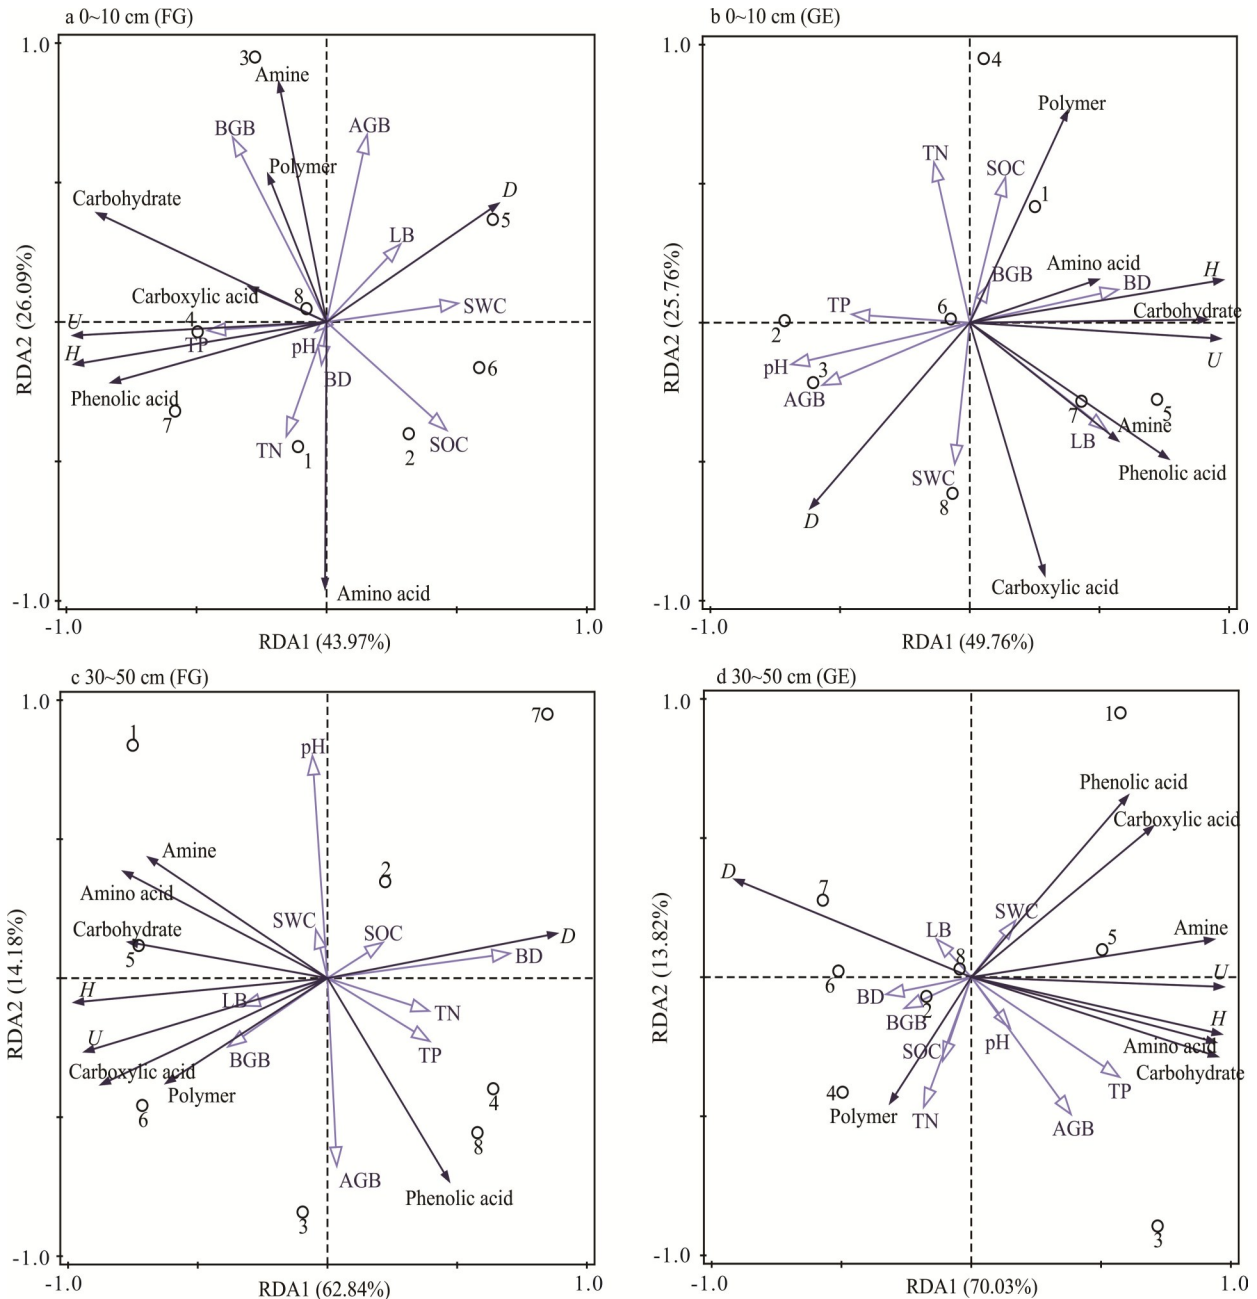 a 0~10 cm (FG)
1.0
3
Amine
BGB
AGB
Polymer
Carbohydrate
D
5
LB
Carboxylic acid
8
SWC
U
4
TP
H
pH
BD
6
Phenolic acid
7
TN
1
2
SOC
Amino acid
-1.0
-1.0
1.0
RDA1 (43.97%)
RDA2 (26.09%)
b 0~10 cm (GE)
1.0
4
Polymer
TN
SOC
1
BGB
Amino acid
BD
H
TP
6
Carbohydrate
2
U
pH
3
AGB
7
5
LB
Amine
Phenolic acid
SWC
8
D
Carboxylic acid
-1.0
-1.0
1.0
RDA1 (49.76%)
RDA2 (25.76%)
c 30~50 cm (FG)
1.0
7
1
pH
Amine
2
Amino acid
SWC
SOC
Carbohydrate
5
D
BD
H
LB
TN
U
BGB
TP
Carboxylic acid
Polymer
6
4
8
AGB
Phenolic acid
3
-1.0
-1.0
1.0
RDA1 (62.84%)
RDA2 (14.18%)
d 30~50 cm (GE)
1.0
1
Phenolic acid
Carboxylic acid
D
7
SWC
LB
Amine
5
8
6
U
BD
2
BGB
H
SOC
pH
Amino acid
Carbohydrate
4
Polymer
TN
TP
AGB
3
-1.0
-1.0
1.0
RDA1 (70.03%)
RDA2 (13.82%)